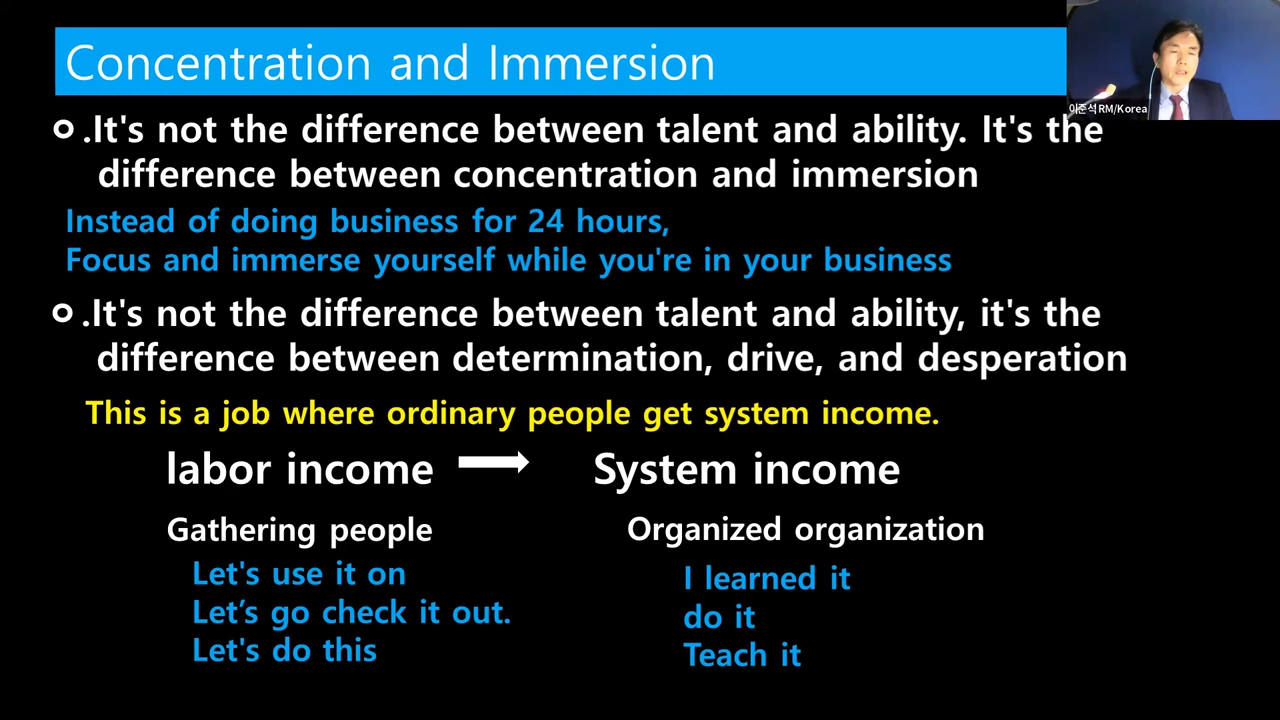 Concentration and Immersion
이준석 RM/Korea
.It's not the difference between talent and ability. It's the
difference between concentration and immersion
Instead of doing business for 24 hours,
Focus and immerse yourself while you're in your business
.It's not the difference between talent and ability, it's the
difference between determination, drive, and desperation
This is a job where ordinary people get system income.
labor income
System income
Gathering people
Organized organization
Let's use it on
Let’s go check it out.
Let's do this
I learned it
do it
Teach it